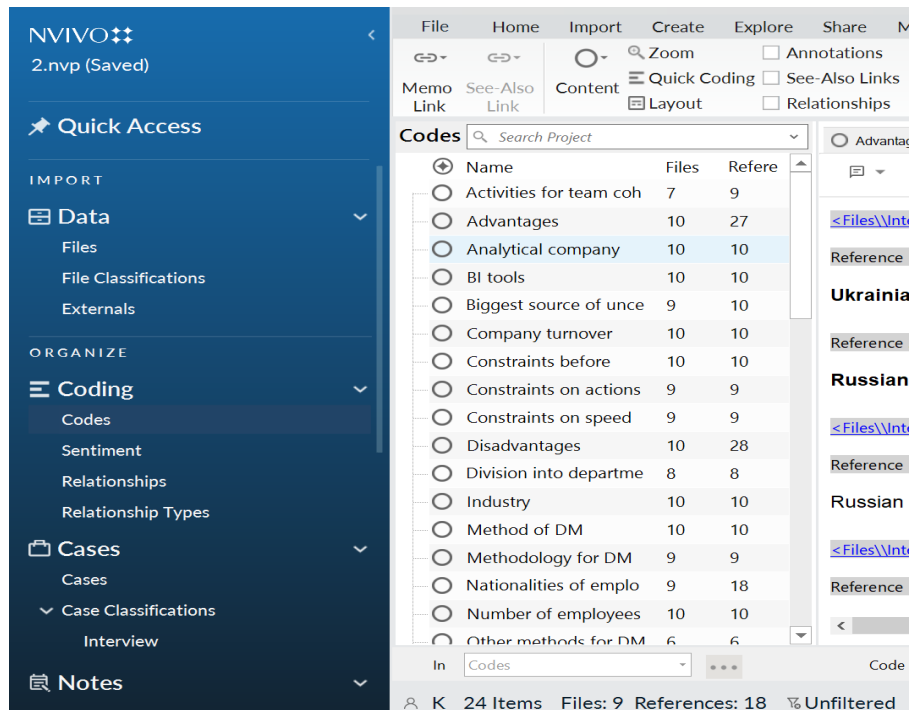 NVIVO
2.nvp (Saved)
Quick Access
IMPORT
Data
Files
File Classifications
Externals
ORGANIZE
Coding
Codes
Sentiment
Relationships
Relationship Types
Cases
Cases
Case Classifications
Interview
Notes
File Home Import Create Explore Share M
Memo Link
See-Also Link
Content
Zoom
Quick Coding
Layout
Annotations
See-Also Links
Relationships
Codes Search Project
Name Files Refere
Activities for team coh 7 9
Advantages 10 27
Analytical company 10 10
BI tools 10 10
Biggest source of unce 9 10
Company turnover 10 10
Constraints before 10 10
Constraints on actions 9 9
Constraints on speed 9 9
Disadvantages 10 28
Division into departme 8 8
Industry 10 10
Method of DM 10 10
Methodology for DM 9 9
Nationalities of emplo 9 18
Number of employees 10 10
Other methods for DM 6 6
Advantag
<Files\\Inte
Reference
Ukrainia
Reference
Russian
<Files\\Inte
Reference
Russian
<Files\\Inte
Reference
In Codes Code
K 24 Items Files: 9 References: 18 Unfiltered